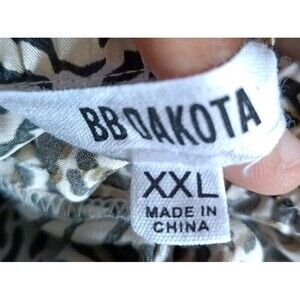 BB DAKOTA
XXL
MADE IN
CHINA